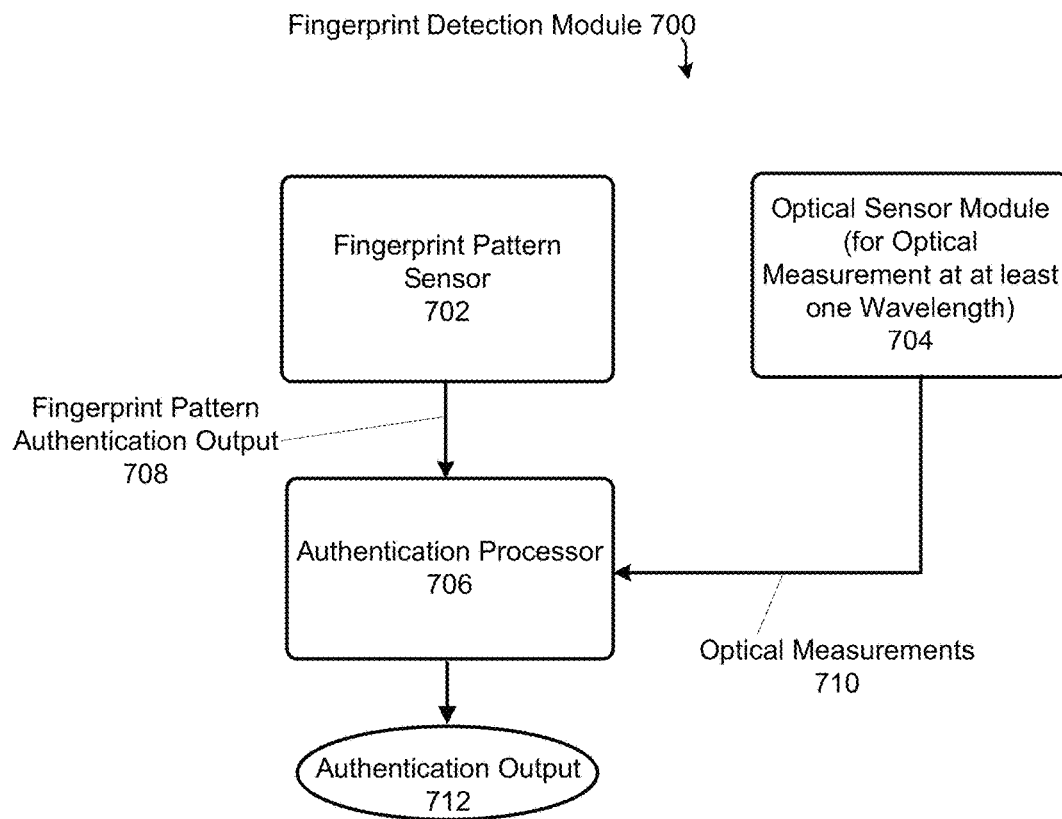 Fingerprint Detection Module 700
Fingerprint Pattern
Sensor
702
Optical Sensor Module
(for Optical
Measurement at at least
one Wavelength)
704
Fingerprint Pattern
Authentication Output
708
Authentication Processor
706
Optical Measurements
710
Authentication Output
712